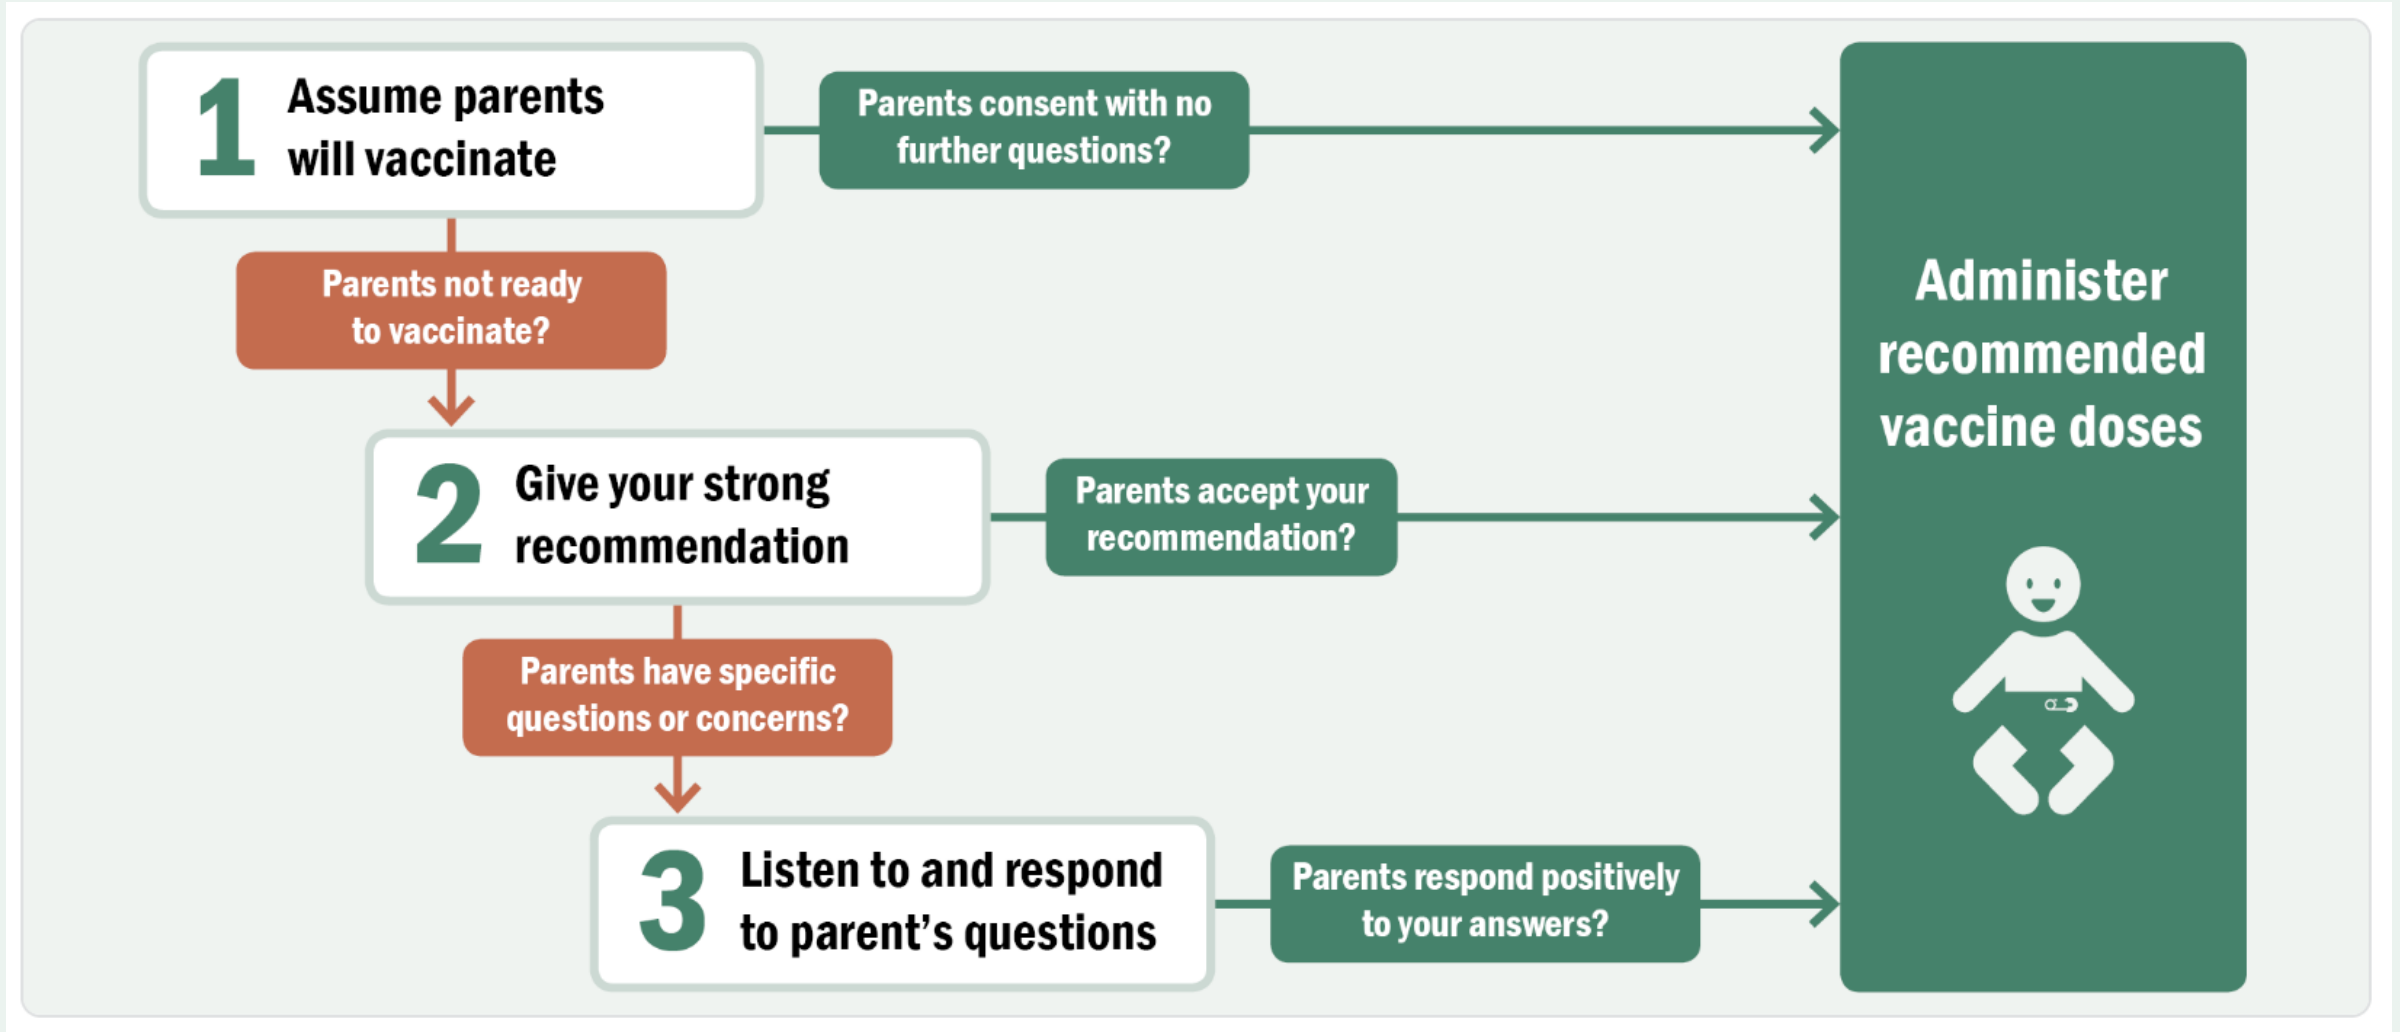 1
Assume parents
will vaccinate
Parents consent with no
further questions?
Parents not ready
to vaccinate?
2
Give your strong
recommendation
Parents accept your
recommendation?
Parents have specific
questions or concerns?
3
Listen to and respond
to parent’s questions
Parents respond positively
to your answers?
Administer
recommended
vaccine doses